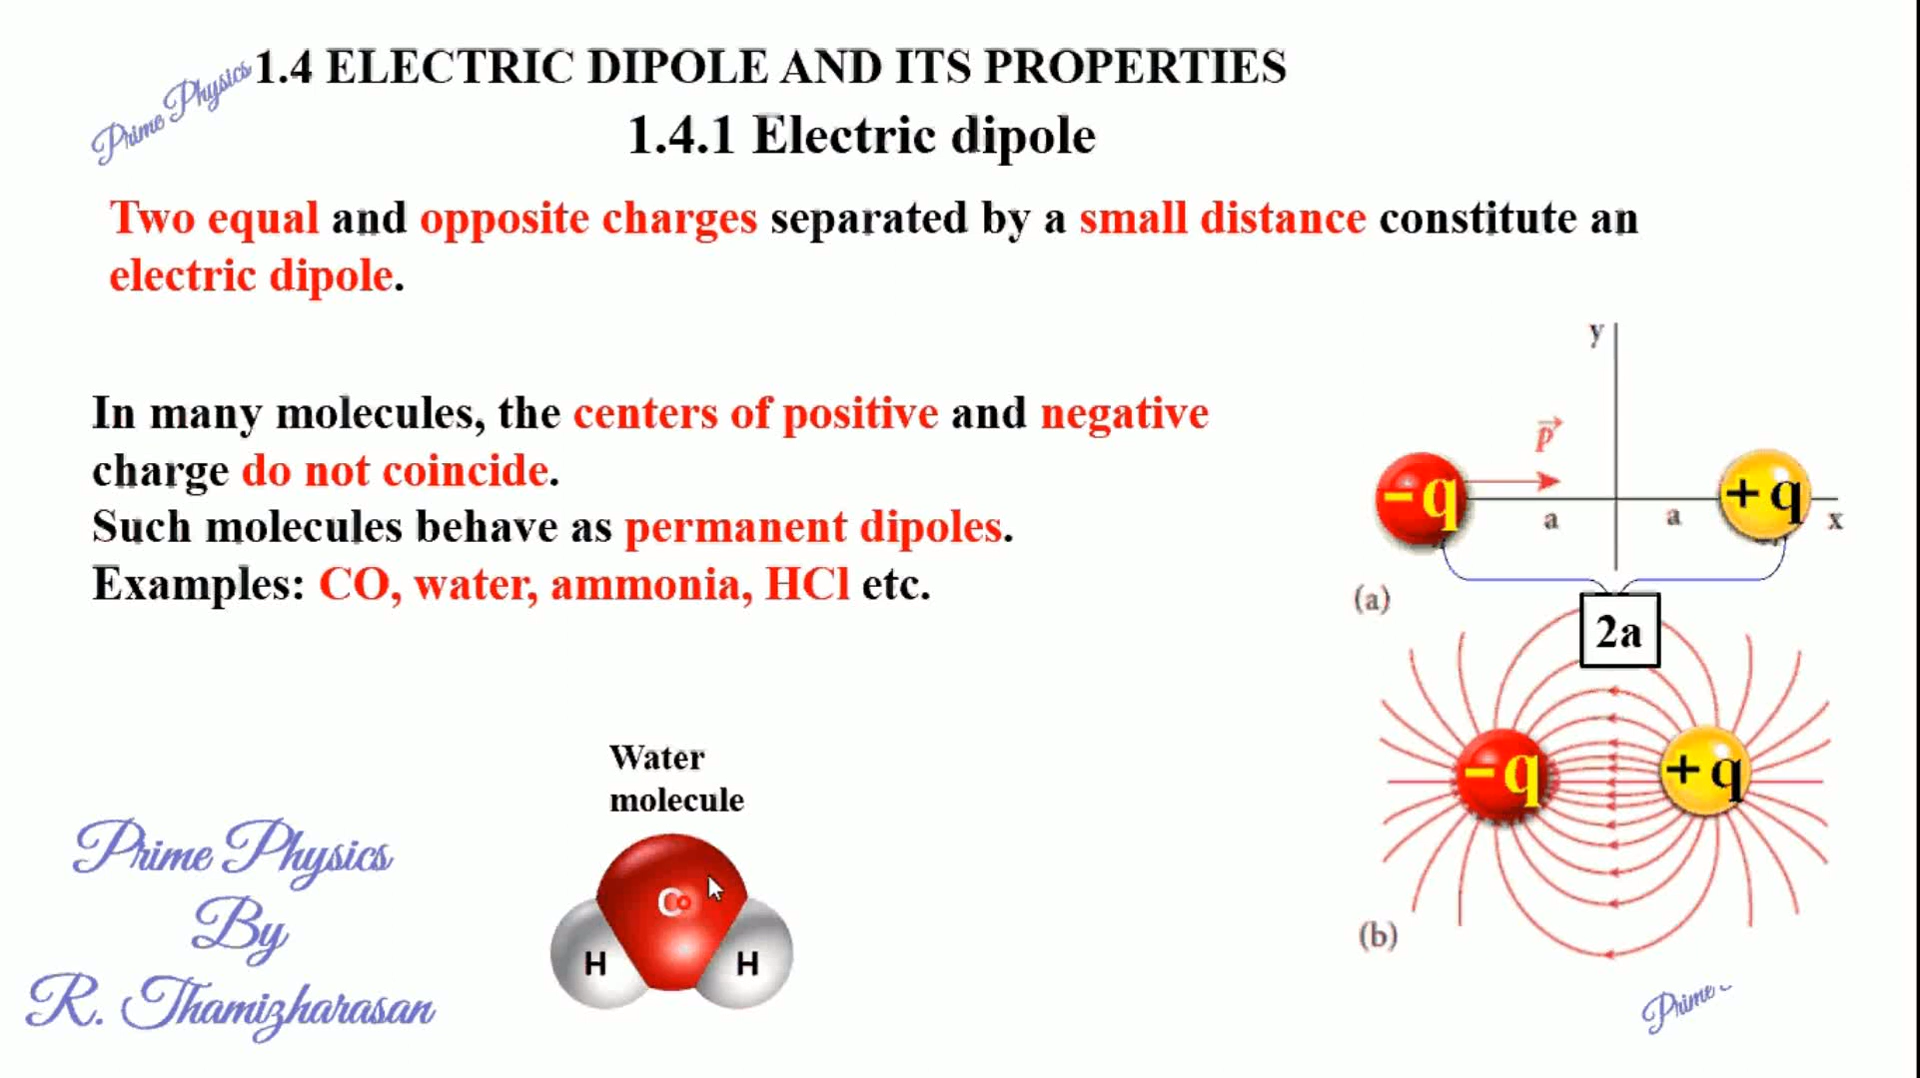 Prime Physics
1.4 ELECTRIC DIPOLE AND ITS PROPERTIES
1.4.1 Electric dipole
Two equal and opposite charges separated by a small distance constitute an
electric dipole.
In many molecules, the centers of positive and negative
charge do not coincide.
Such molecules behave as permanent dipoles.
Examples: CO, water, ammonia, HCl etc.
y
p
−q
+q
a
a
x
(a)
2a
−q
+q
(b)
Water
molecule
H
H
Prime Physics
By
R. Thamizharasan
Prime